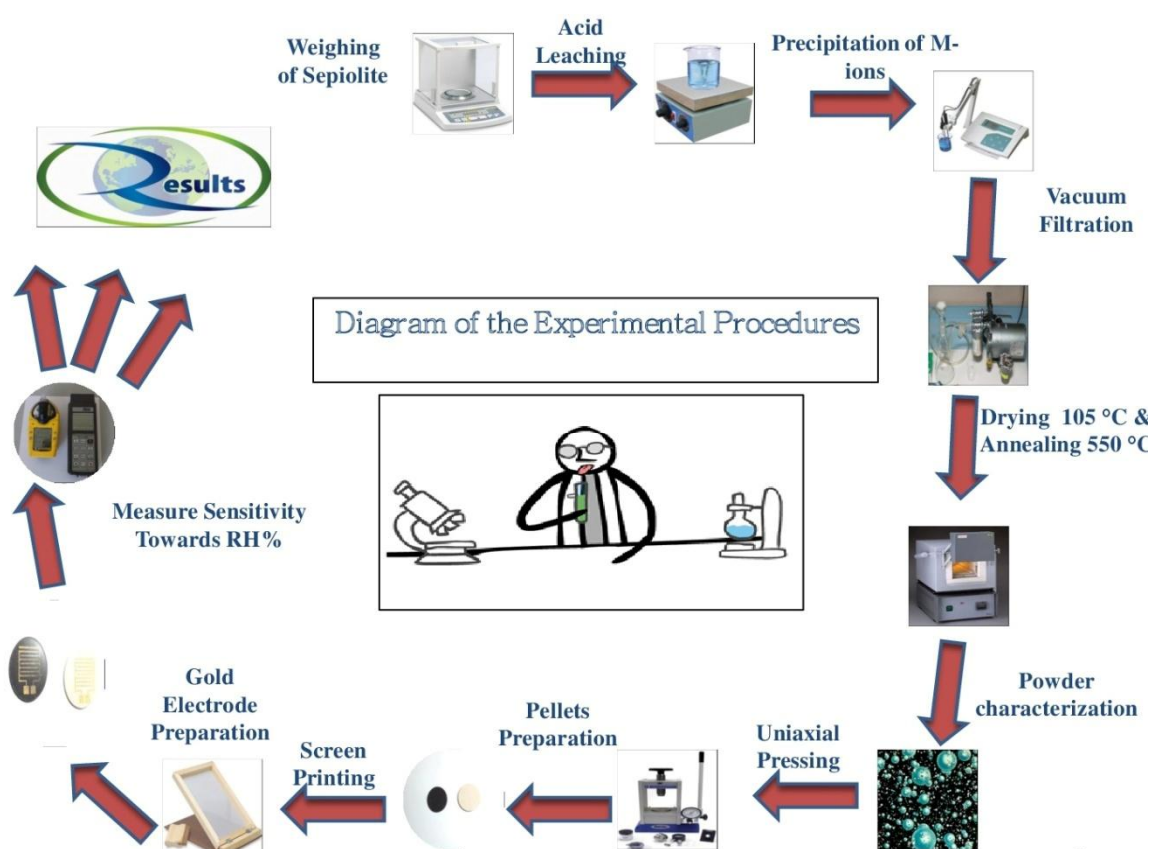 Weighing
of Sepiolite
Acid
Leaching
Precipitation of M-
ions
Results
Vacuum
Filtration
Diagram of the Experimental Procedures
Drying 105 °C &
Annealing 550 °C
Measure Sensitivity
Towards RH%
Powder
characterization
Gold
Electrode
Preparation
Pellets
Preparation
Uniaxial
Pressing
Screen
Printing